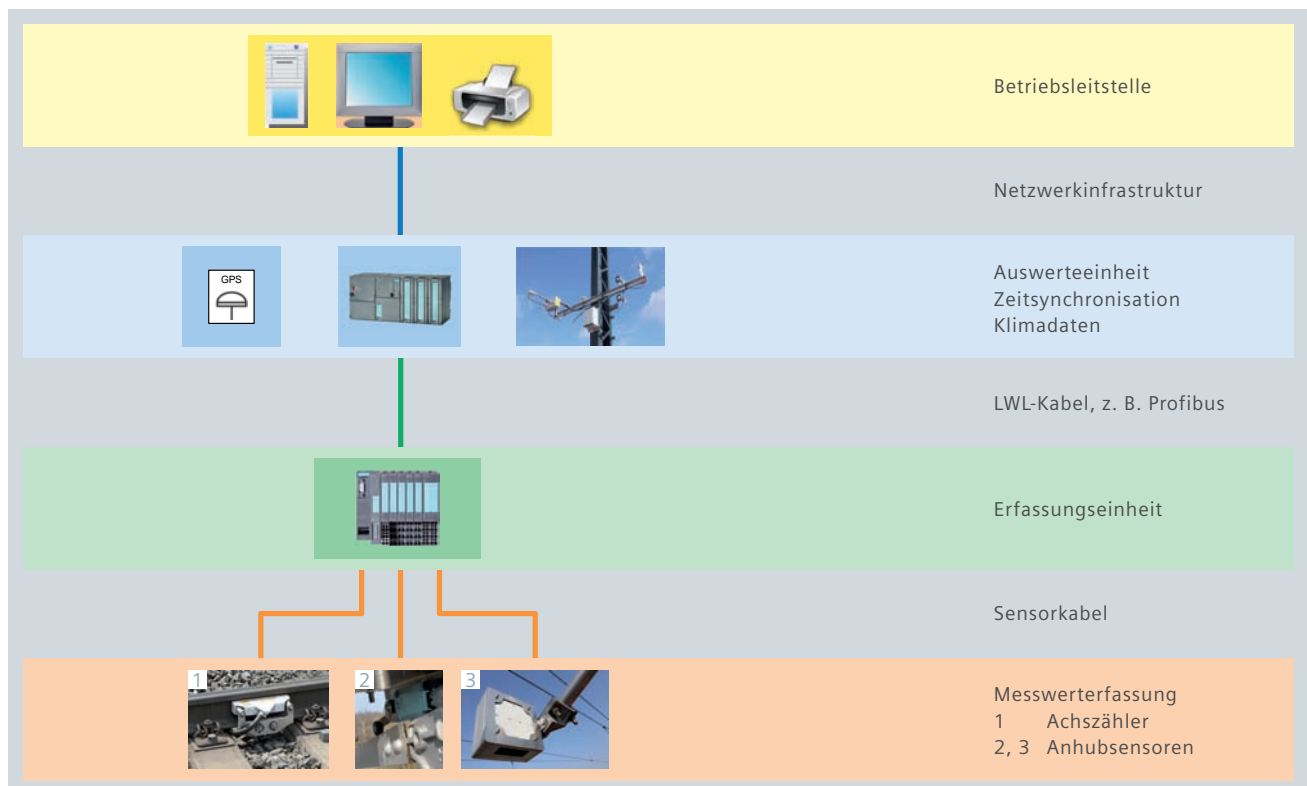 Betriebsleitstelle
Netzwerkinfrastruktur
GPS
Auswerteeinheit
Zeitsynchronisation
Klimadaten
LWL-Kabel, z. B. Profibus
Erfassungseinheit
Sensorkabel
1
2
3
Messwerterfassung
1 Achszähler
2, 3 Anhubsensoren